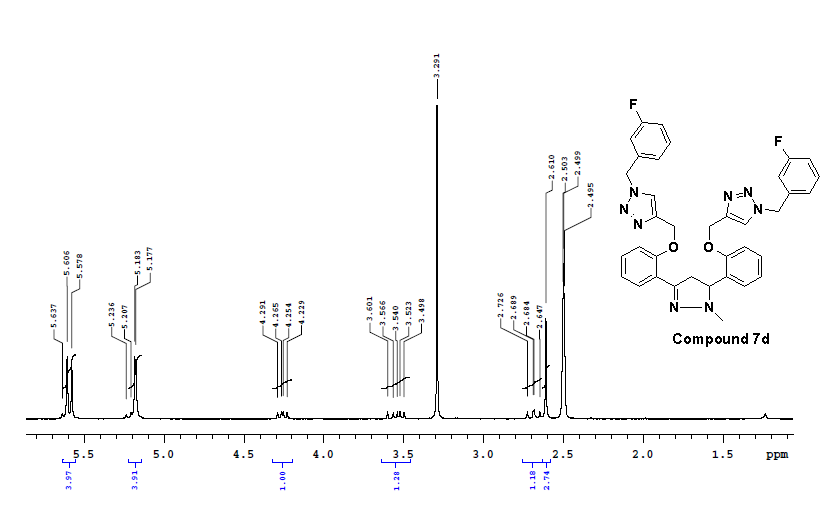 3.291
2.610
2.503
2.499
2.495
5.637
5.606
5.578
5.236
5.207
5.183
5.177
4.291
4.265
4.254
4.229
3.601
3.566
3.540
3.523
3.498
2.726
2.689
2.684
2.647
F
F
N
N
N
N
N
N
O
O
N
N
Compound 7d
5.5 5.0 4.5 4.0 3.5 3.0 2.5 2.0 1.5 ppm
3.97
3.91
1.00
1.28
1.18
2.74